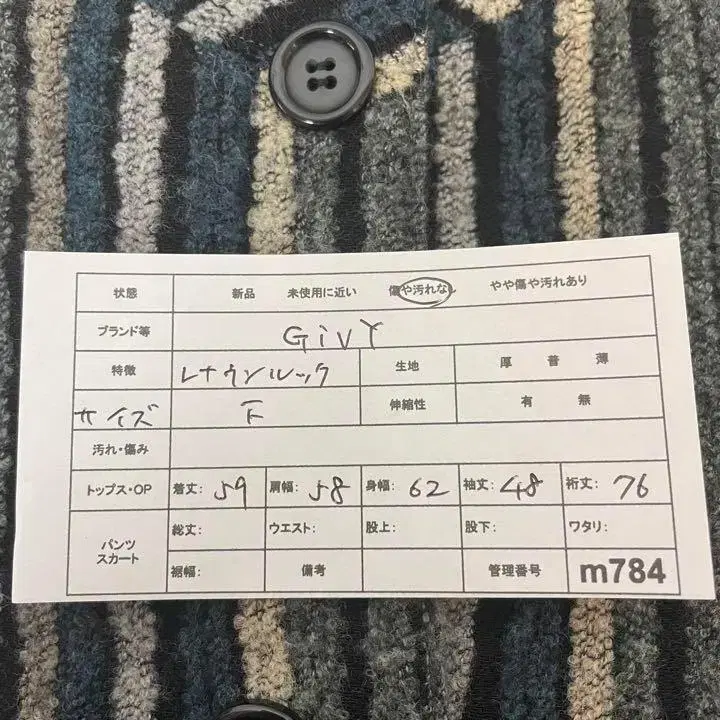 状態 新品 未使用に近い 傷や汚れなし やや傷や汚れあり
ブランド等 GiVY
特徴 レナウンルック 生地 厚 普 薄
サイズ F 伸縮性 有 無
汚れ・傷み
トップス・OP 着丈: 59 肩幅: 58 身幅: 62 袖丈: 48 裄丈: 76
パンツ スカート 総丈: ウエスト: 股上: 股下: ワタリ:
裾幅: 備考 管理番号 m784